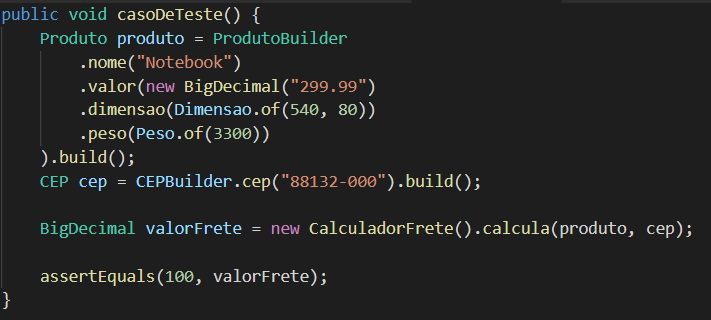 public void casoDeTeste() {
    Produto produto = ProdutoBuilder
        .nome("Notebook")
        .valor(new BigDecimal("299.99")
        .dimensao(Dimensao.of(540, 80))
        .peso(Peso.of(3300))
    ).build();
    CEP cep = CEPBuilder.cep("88132-000").build();
    BigDecimal valorFrete = new CalculadorFrete().calcula(produto, cep);
    assertEquals(100, valorFrete);
}